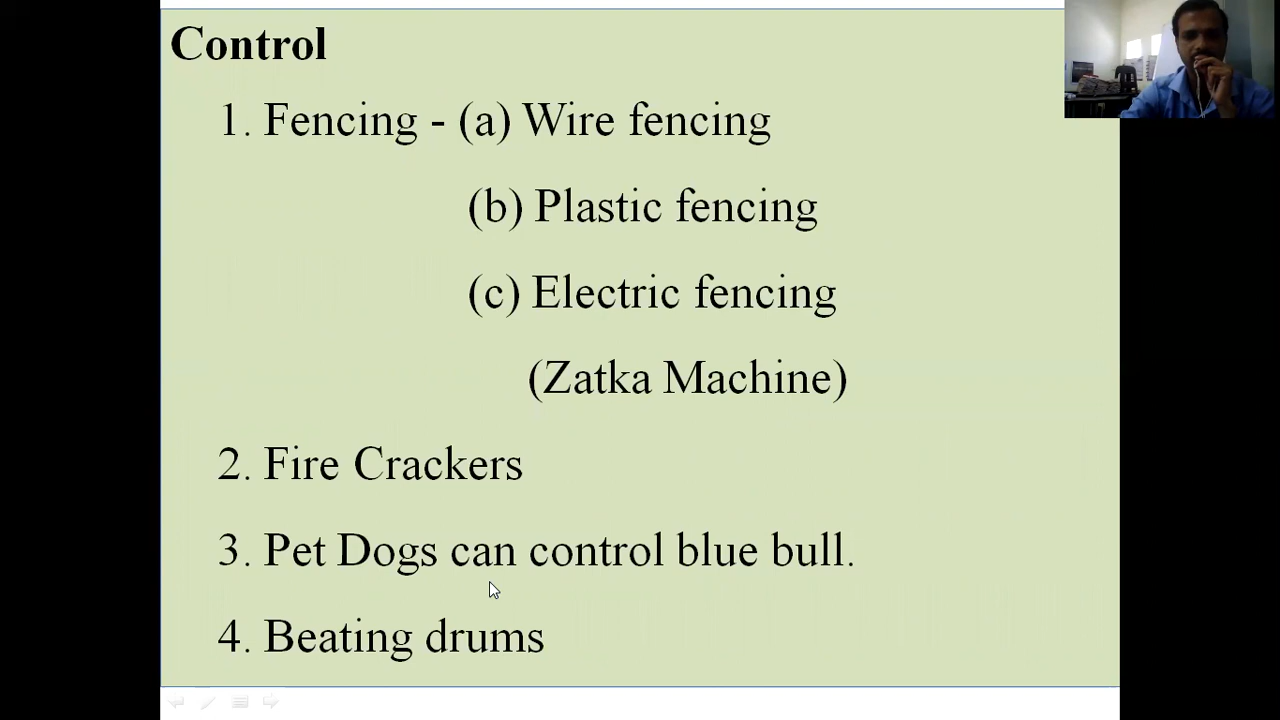 Control
1. Fencing - (a) Wire fencing
(b) Plastic fencing
(c) Electric fencing
(Zatka Machine)
2. Fire Crackers
3. Pet Dogs can control blue bull.
4. Beating drums